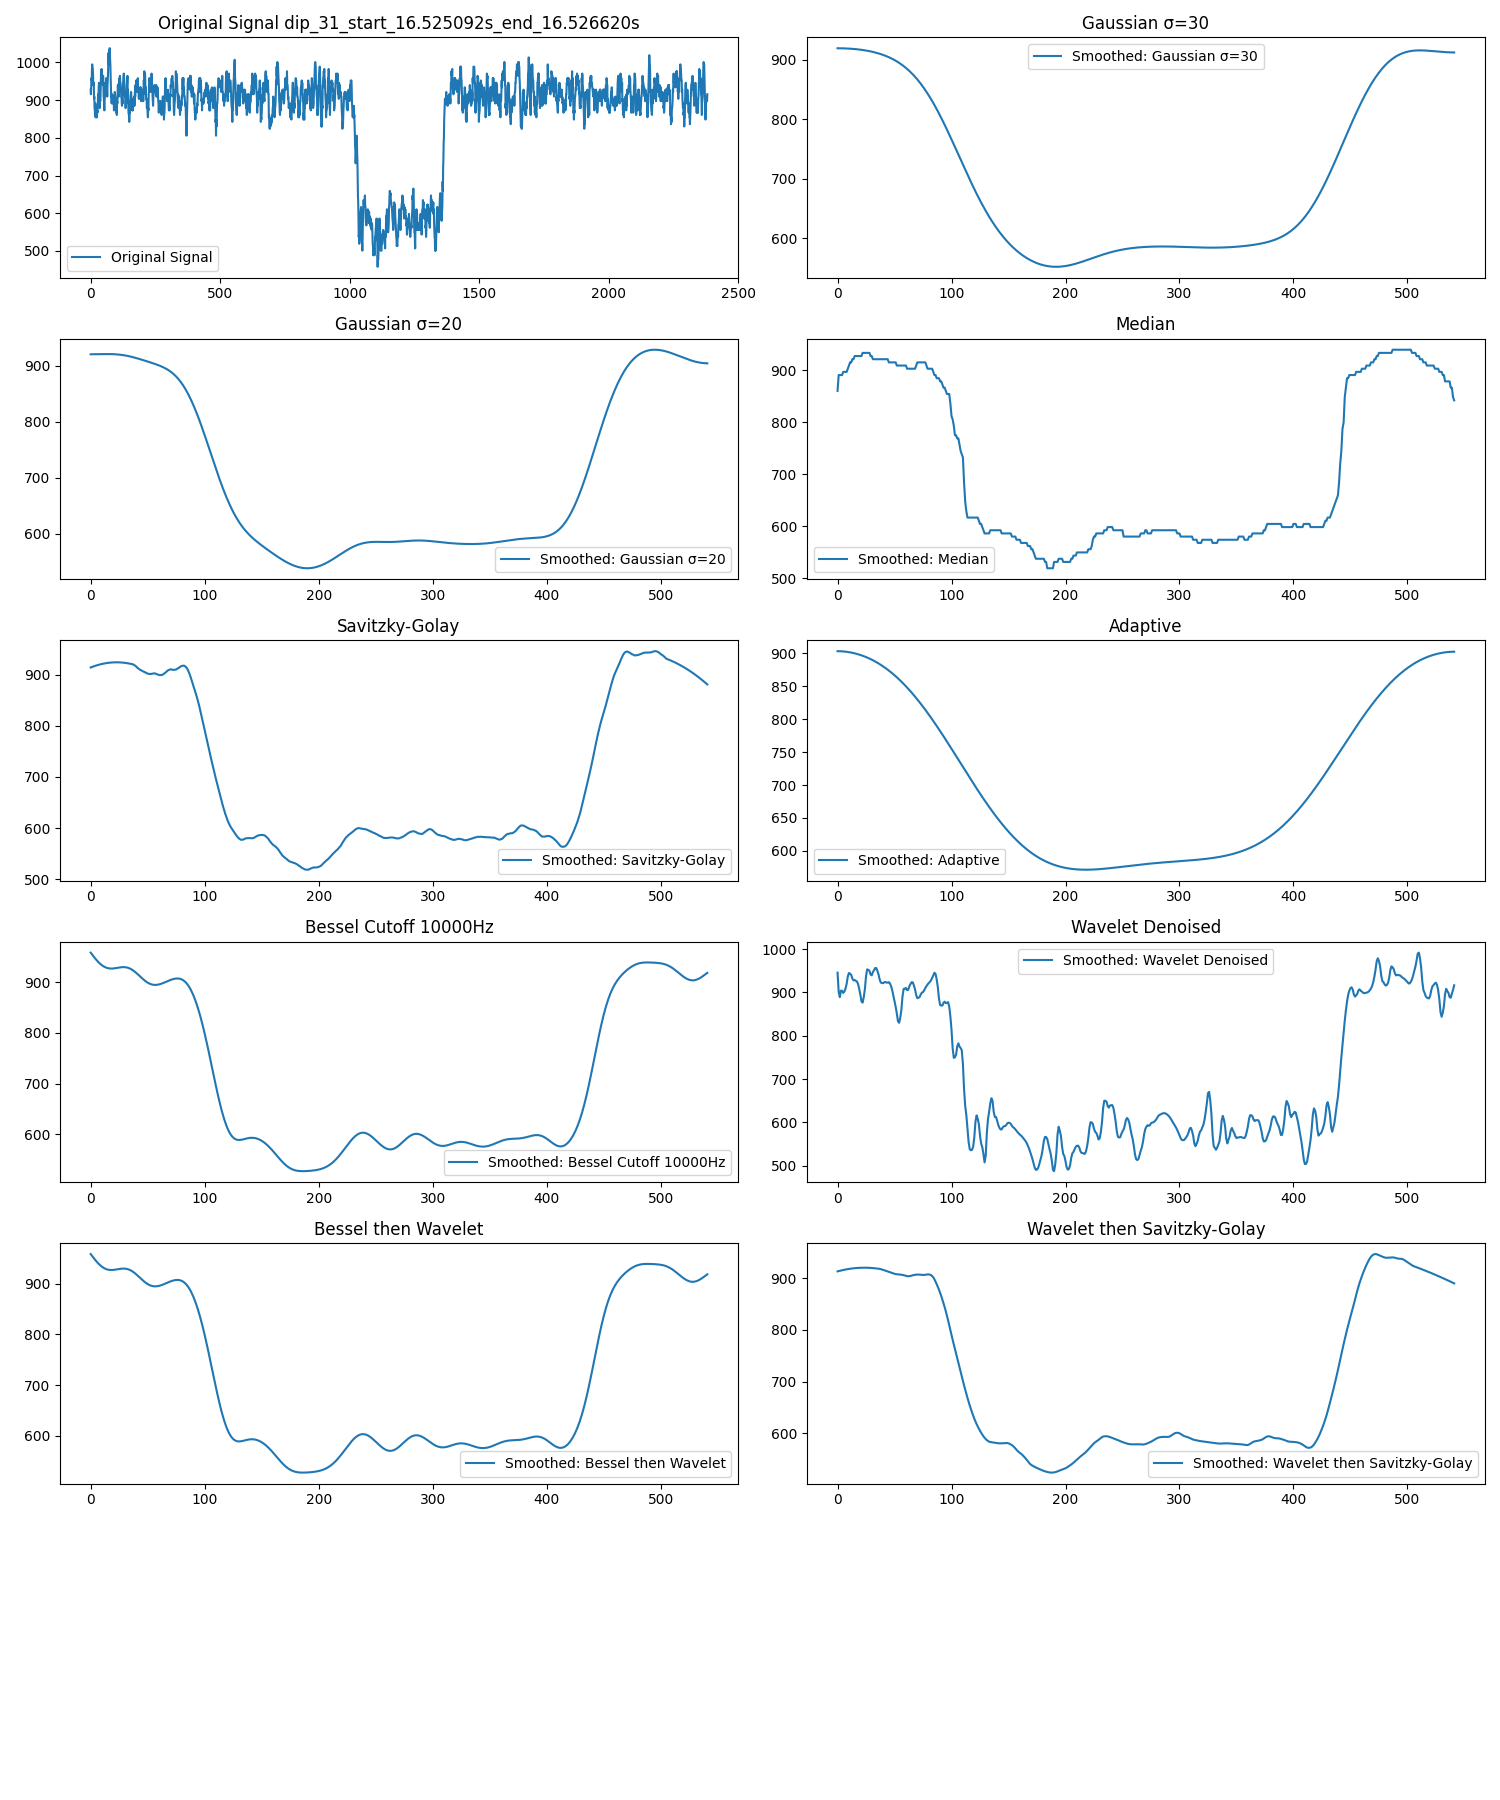 Original Signal dip_31_start_16.525092s_end_16.526620s
1000
900
800
700
600
500
Original Signal
0 500 1000 1500 2000 2500
Gaussian σ=30
900
800
700
600
Smoothed: Gaussian σ=30
0 100 200 300 400 500
Gaussian σ=20
900
800
700
600
Smoothed: Gaussian σ=20
0 100 200 300 400 500
Median
900
800
700
600
500
Smoothed: Median
0 100 200 300 400 500
Savitzky-Golay
900
800
700
600
500
Smoothed: Savitzky-Golay
0 100 200 300 400 500
Adaptive
900
850
800
750
700
650
600
Smoothed: Adaptive
0 100 200 300 400 500
Bessel Cutoff 10000Hz
900
800
700
600
Smoothed: Bessel Cutoff 10000Hz
0 100 200 300 400 500
Wavelet Denoised
1000
900
800
700
600
500
Smoothed: Wavelet Denoised
0 100 200 300 400 500
Bessel then Wavelet
900
800
700
600
Smoothed: Bessel then Wavelet
0 100 200 300 400 500
Wavelet then Savitzky-Golay
900
800
700
600
Smoothed: Wavelet then Savitzky-Golay
0 100 200 300 400 500